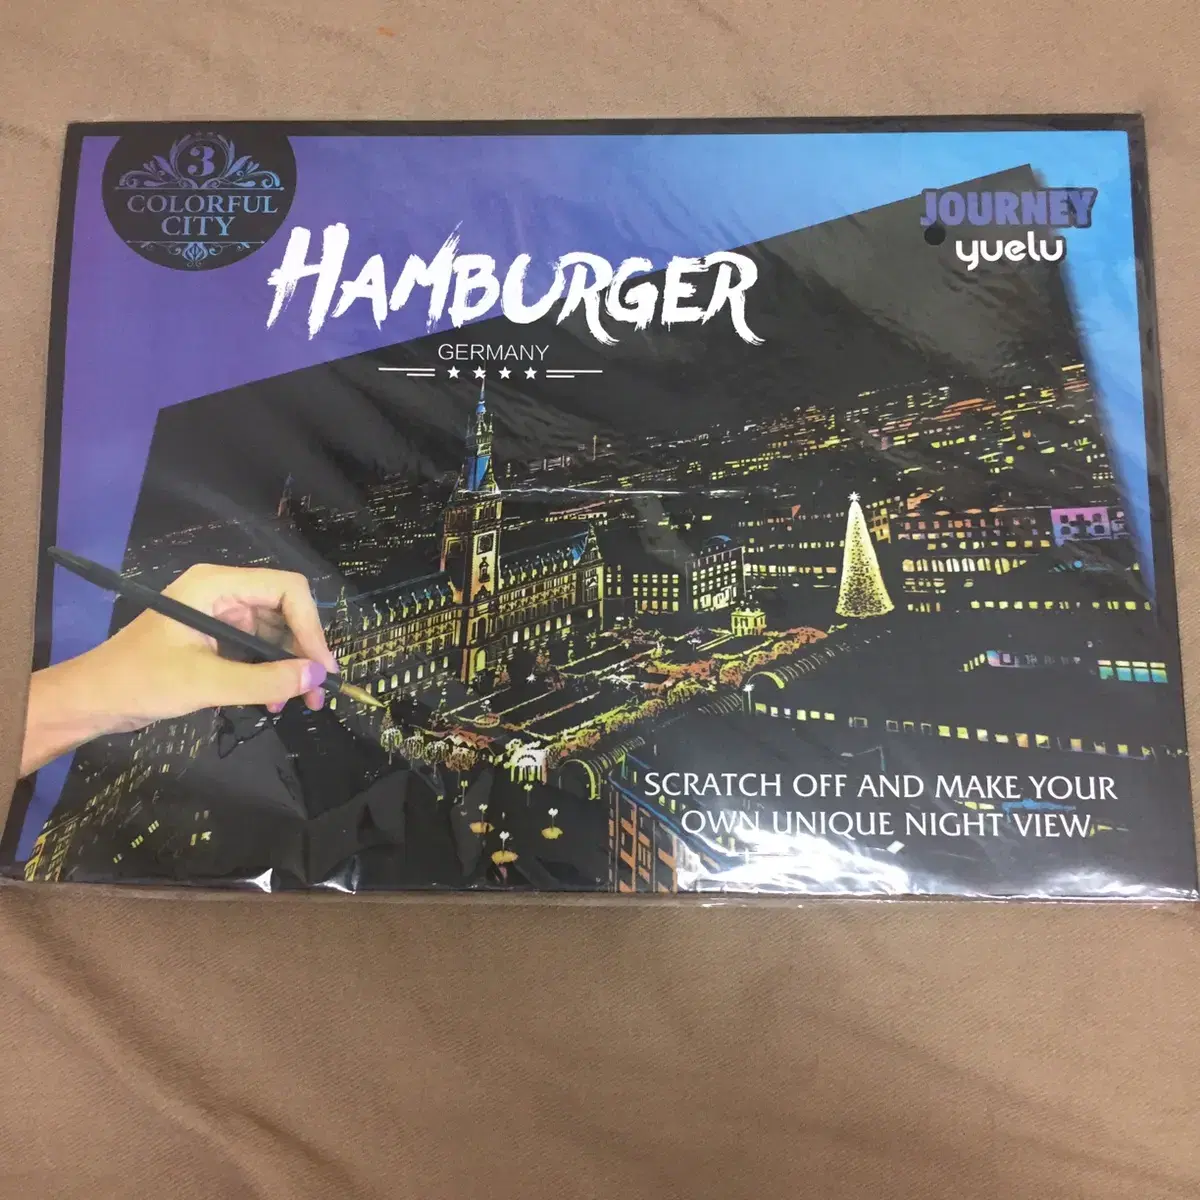 3
COLORFUL
CITY
HAMBURGER
GERMANY
JOURNEY
yuelu
SCRATCH OFF AND MAKE YOUR
OWN UNIQUE NIGHT VIEW